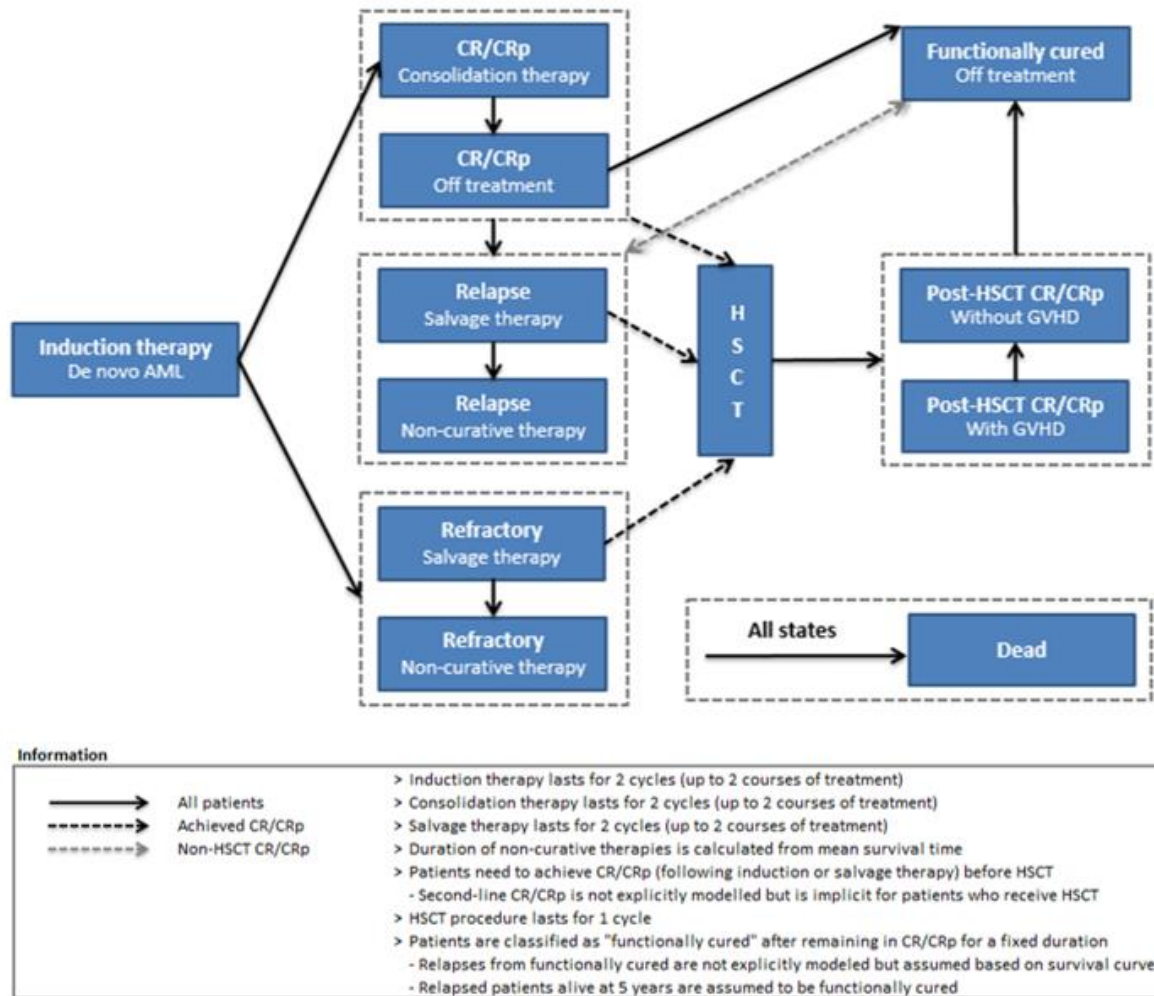 CR/CRp
Consolidation therapy
CR/CRp
Off treatment
Functionally cured
Off treatment
Relapse
Salvage therapy
Relapse
Non-curative therapy
Induction therapy
De novo AML
H
S
C
T
Post-HSCT CR/CRp
Without GVHD
Post-HSCT CR/CRp
With GVHD
Refractory
Salvage therapy
Refractory
Non-curative therapy
All states
Dead
Information
All patients
Achieved CR/CRp
Non-HSCT CR/CRp
> Induction therapy lasts for 2 cycles (up to 2 courses of treatment)
> Consolidation therapy lasts for 2 cycles (up to 2 courses of treatment)
> Salvage therapy lasts for 2 cycles (up to 2 courses of treatment)
> Duration of non-curative therapies is calculated from mean survival time
> Patients need to achieve CR/CRp (following induction or salvage therapy) before HSCT
- Second-line CR/CRp is not explicitly modelled but is implicit for patients who receive HSCT
> HSCT procedure lasts for 1 cycle
> Patients are classified as "functionally cured" after remaining in CR/CRp for a fixed duration
- Relapses from functionally cured are not explicitly modeled but assumed based on survival curve
- Relapsed patients alive at 5 years are assumed to be functionally cured